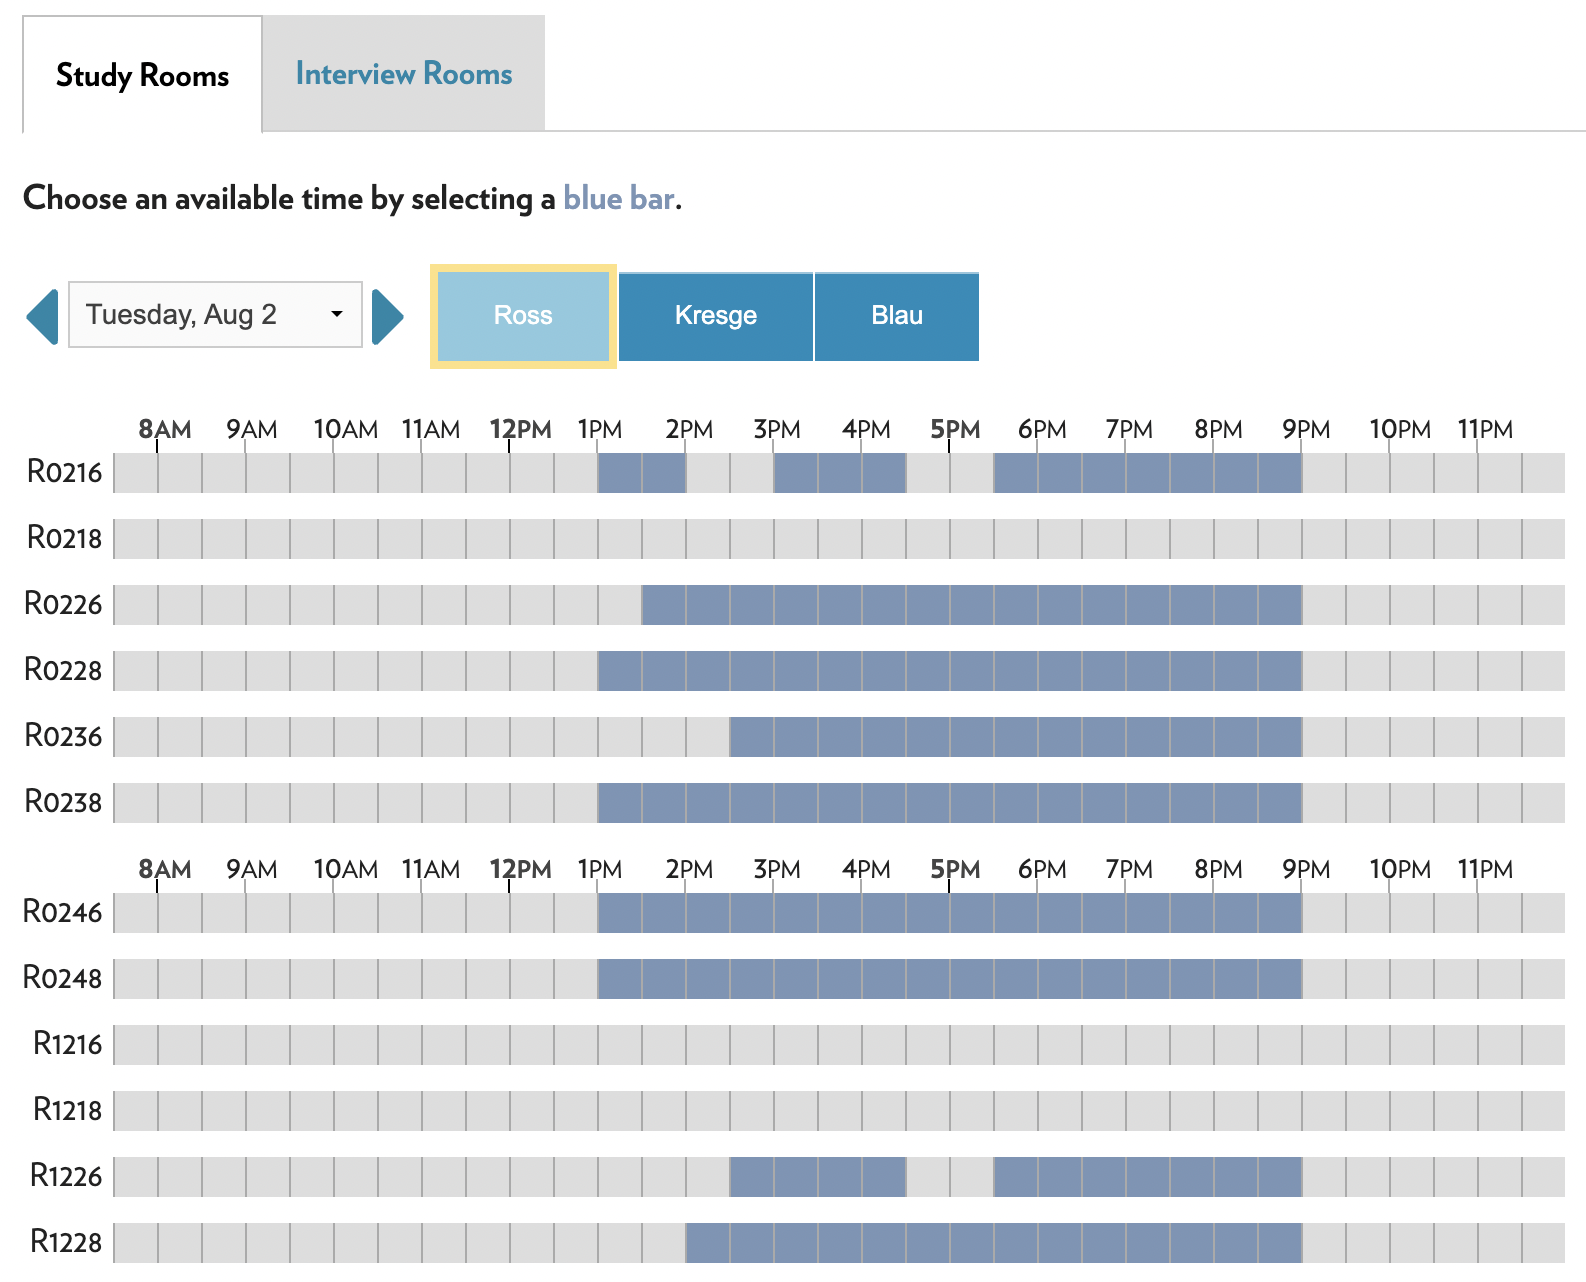 Study Rooms Interview Rooms
Choose an available time by selecting a blue bar.
Tuesday, Aug 2 Ross Kresge Blau
8AM 9AM 10AM 11AM 12PM 1PM 2PM 3PM 4PM 5PM 6PM 7PM 8PM 9PM 10PM 11PM
R0216
R0218
R0226
R0228
R0236
R0238
8AM 9AM 10AM 11AM 12PM 1PM 2PM 3PM 4PM 5PM 6PM 7PM 8PM 9PM 10PM 11PM
R0246
R0248
R1216
R1218
R1226
R1228